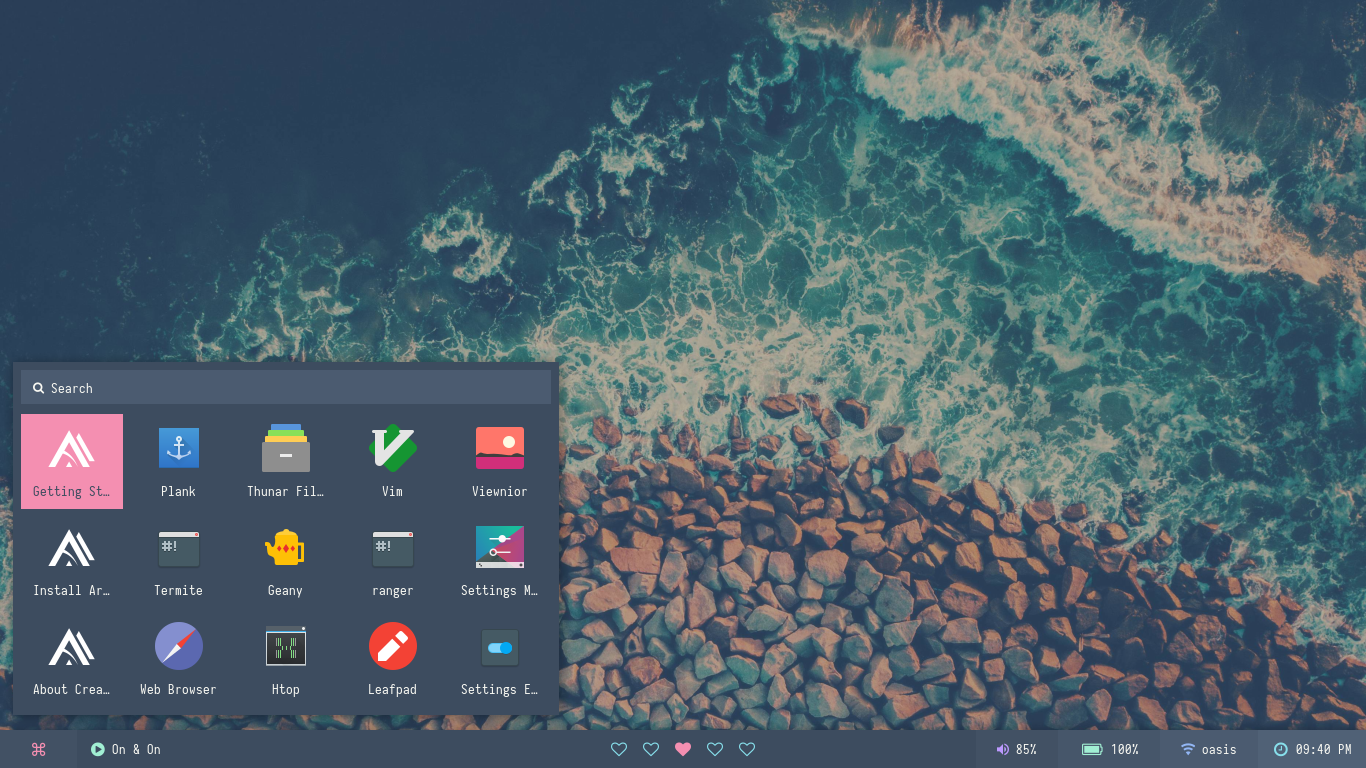 Search
Getting St… Plank Thunar Fil… Vim Viewnior
#! #!
Install Ar… Termite Geany ranger Settings M…
About Crea… Web Browser Htop Leafpad Settings E…
On & On 85% 100% oasis 09:40 PM